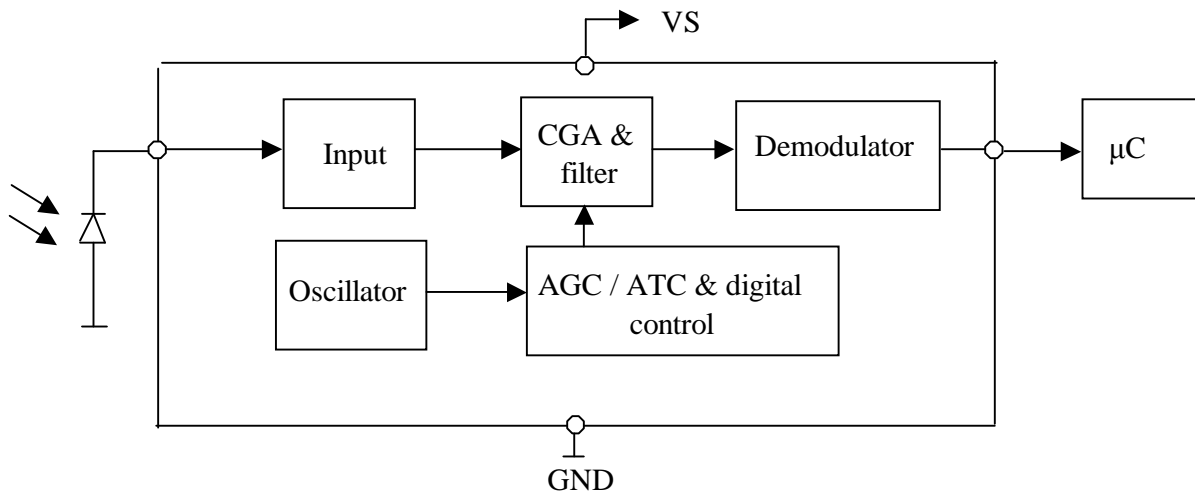 VS
Input
CGA &
filter
Demodulator
μC
Oscillator
AGC / ATC & digital
control
GND